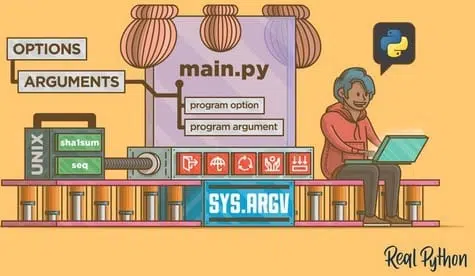 OPTIONS
ARGUMENTS
main.py
program option
program argument
UNIX
sha1sum
seq
SYS.ARGV
Real Python